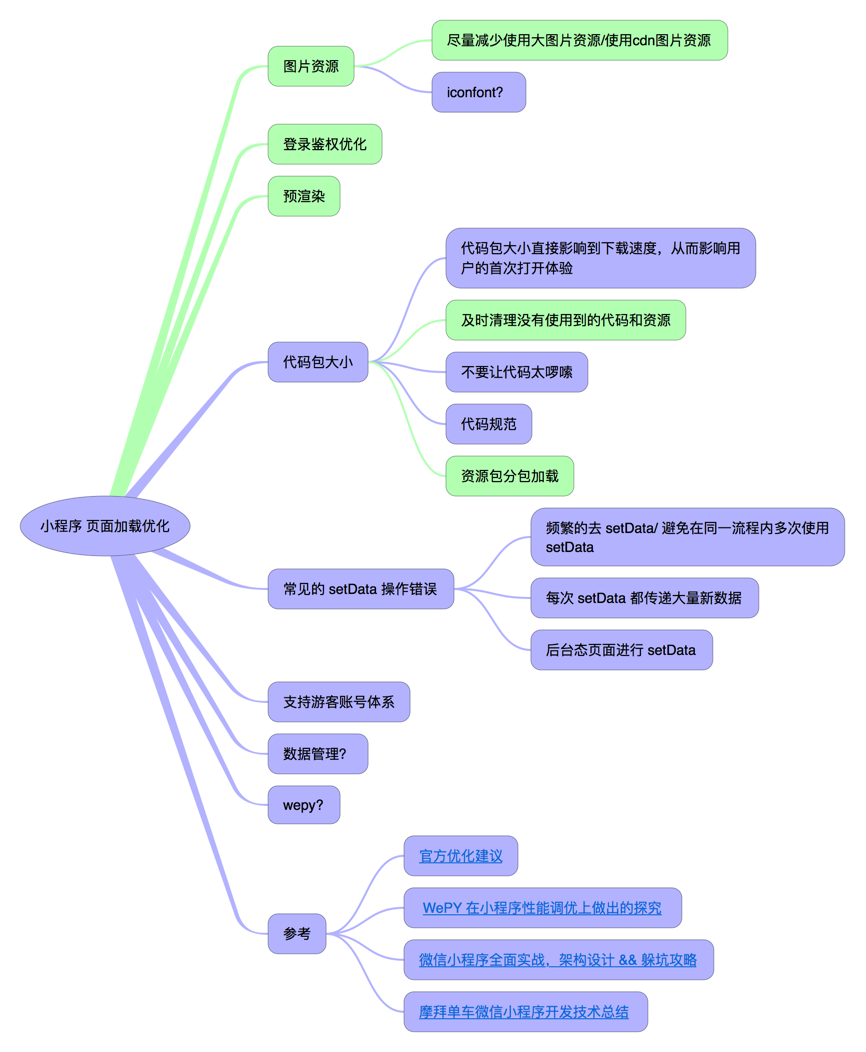 小程序 页面加载优化
图片资源
尽量减少使用大图片资源/使用cdn图片资源
iconfont?
登录鉴权优化
预渲染
代码包大小
代码包大小直接影响到下载速度，从而影响用
户的首次打开体验
及时清理没有使用到的代码和资源
不要让代码太啰嗦
代码规范
资源包分包加载
常见的 setData 操作错误
频繁的去 setData/ 避免在同一流程内多次使用
setData
每次 setData 都传递大量新数据
后台态页面进行 setData
支持游客账号体系
数据管理？
wepy?
参考
官方优化建议
WePY 在小程序性能调优上做出的探究
微信小程序全面实战，架构设计 && 躲坑攻略
摩拜单车微信小程序开发技术总结